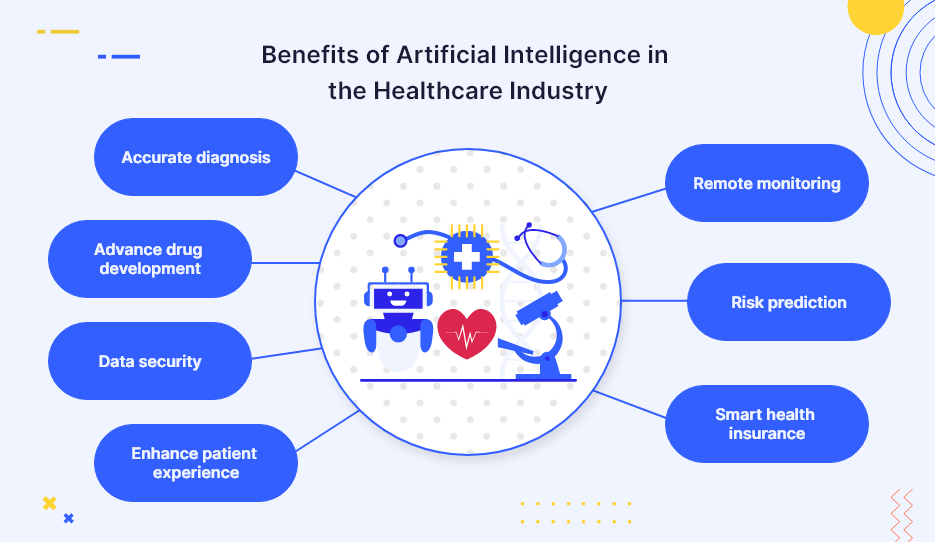 Benefits of Artificial Intelligence in
the Healthcare Industry
Accurate diagnosis
Advance drug
development
Data security
Enhance patient
experience
Remote monitoring
Risk prediction
Smart health
insurance